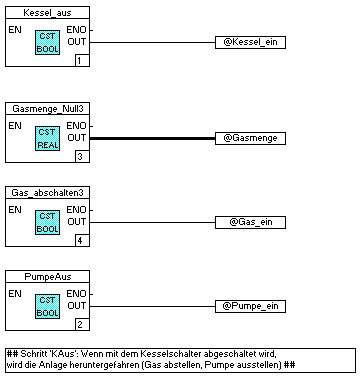 Kessel_aus
EN
CST
BOOL
ENO
OUT
1
@Kessel_ein
Gasmenge_Null3
EN
CST
REAL
ENO
OUT
3
@Gasmenge
Gas_abschalten3
EN
CST
BOOL
ENO
OUT
4
@Gas_ein
PumpeAus
EN
CST
BOOL
ENO
OUT
2
@Pumpe_ein
## Schritt 'KAus': Wenn mit dem Kesselschalter abgeschaltet wird,
wird die Anlage heruntergefahren (Gas abstellen, Pumpe ausstellen) ##